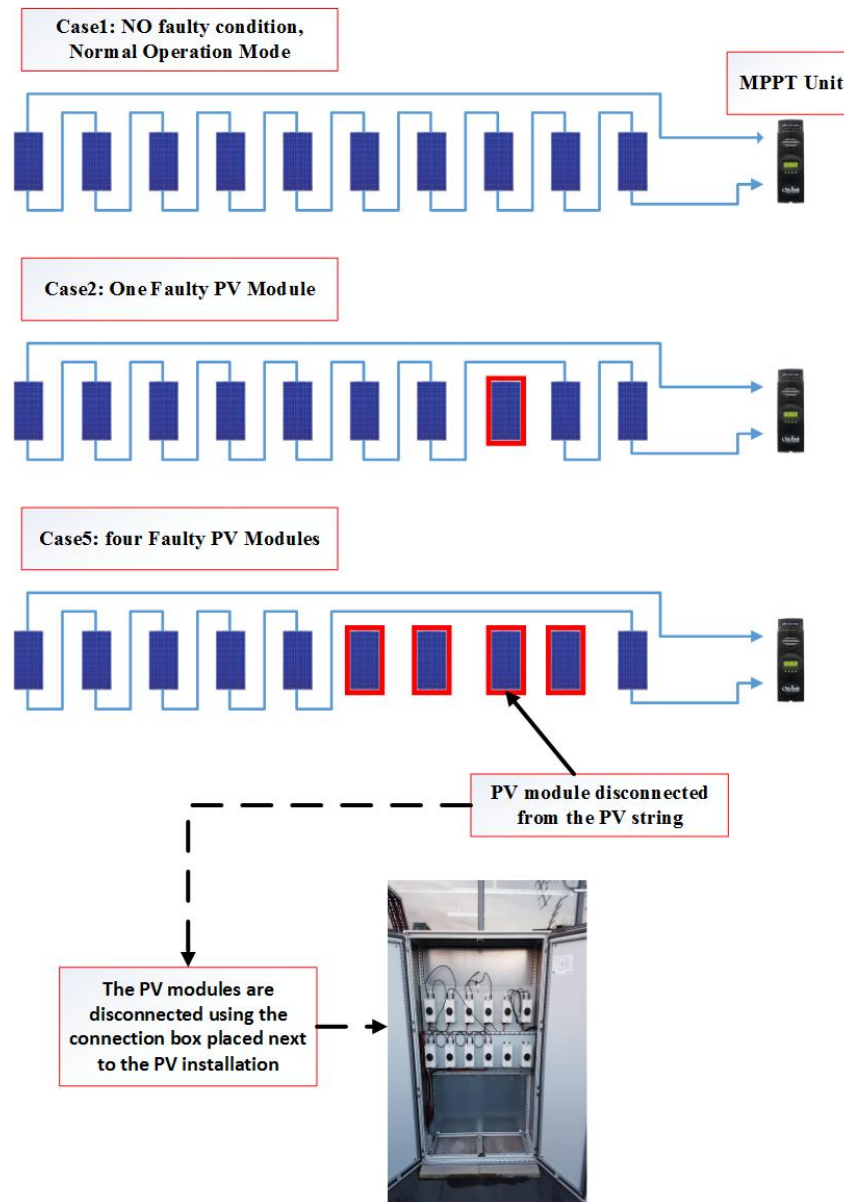 Case1: NO faulty condition,
Normal Operation Mode
MPPT Unit
Case2: One Faulty PV Module
Case5: four Faulty PV Modules
PV module disconnected
from the PV string
The PV modules are
disconnected using the
connection box placed next
to the PV installation